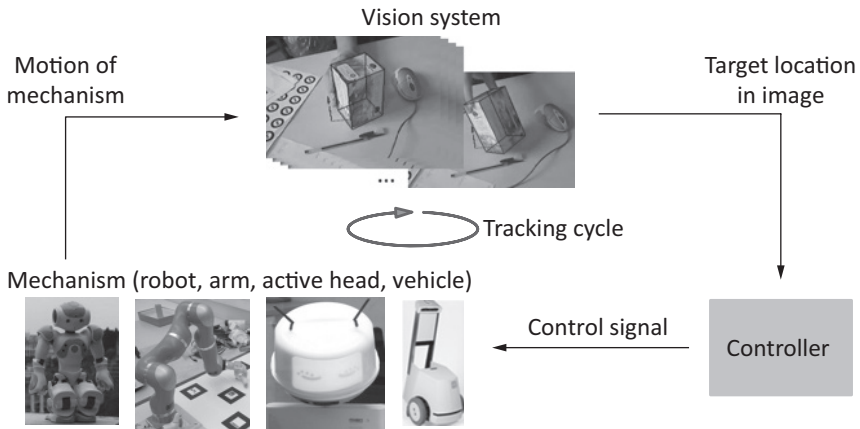 Vision system
Motion of
mechanism
Target location
in image
...
Tracking cycle
Mechanism (robot, arm, active head, vehicle)
Control signal
Controller